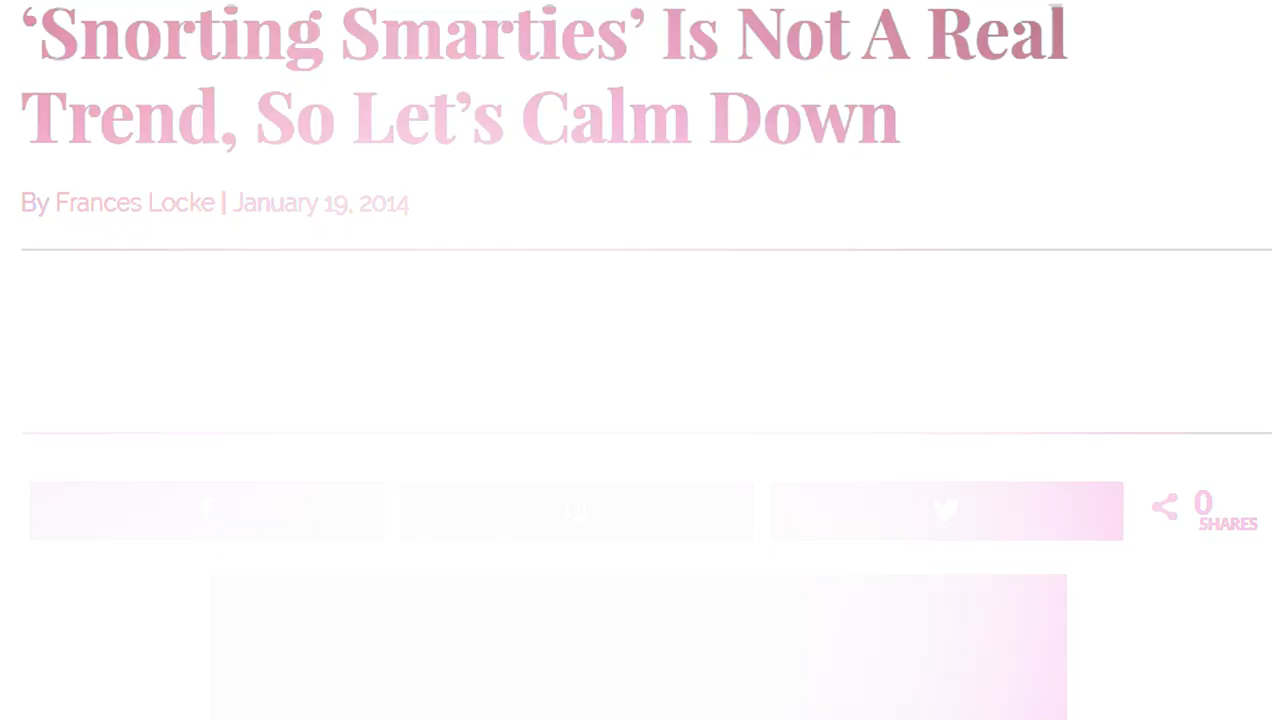 ‘Snorting Smarties’ Is Not A Real
Trend, So Let’s Calm Down
By Frances Locke | January 19, 2014
0
SHARES